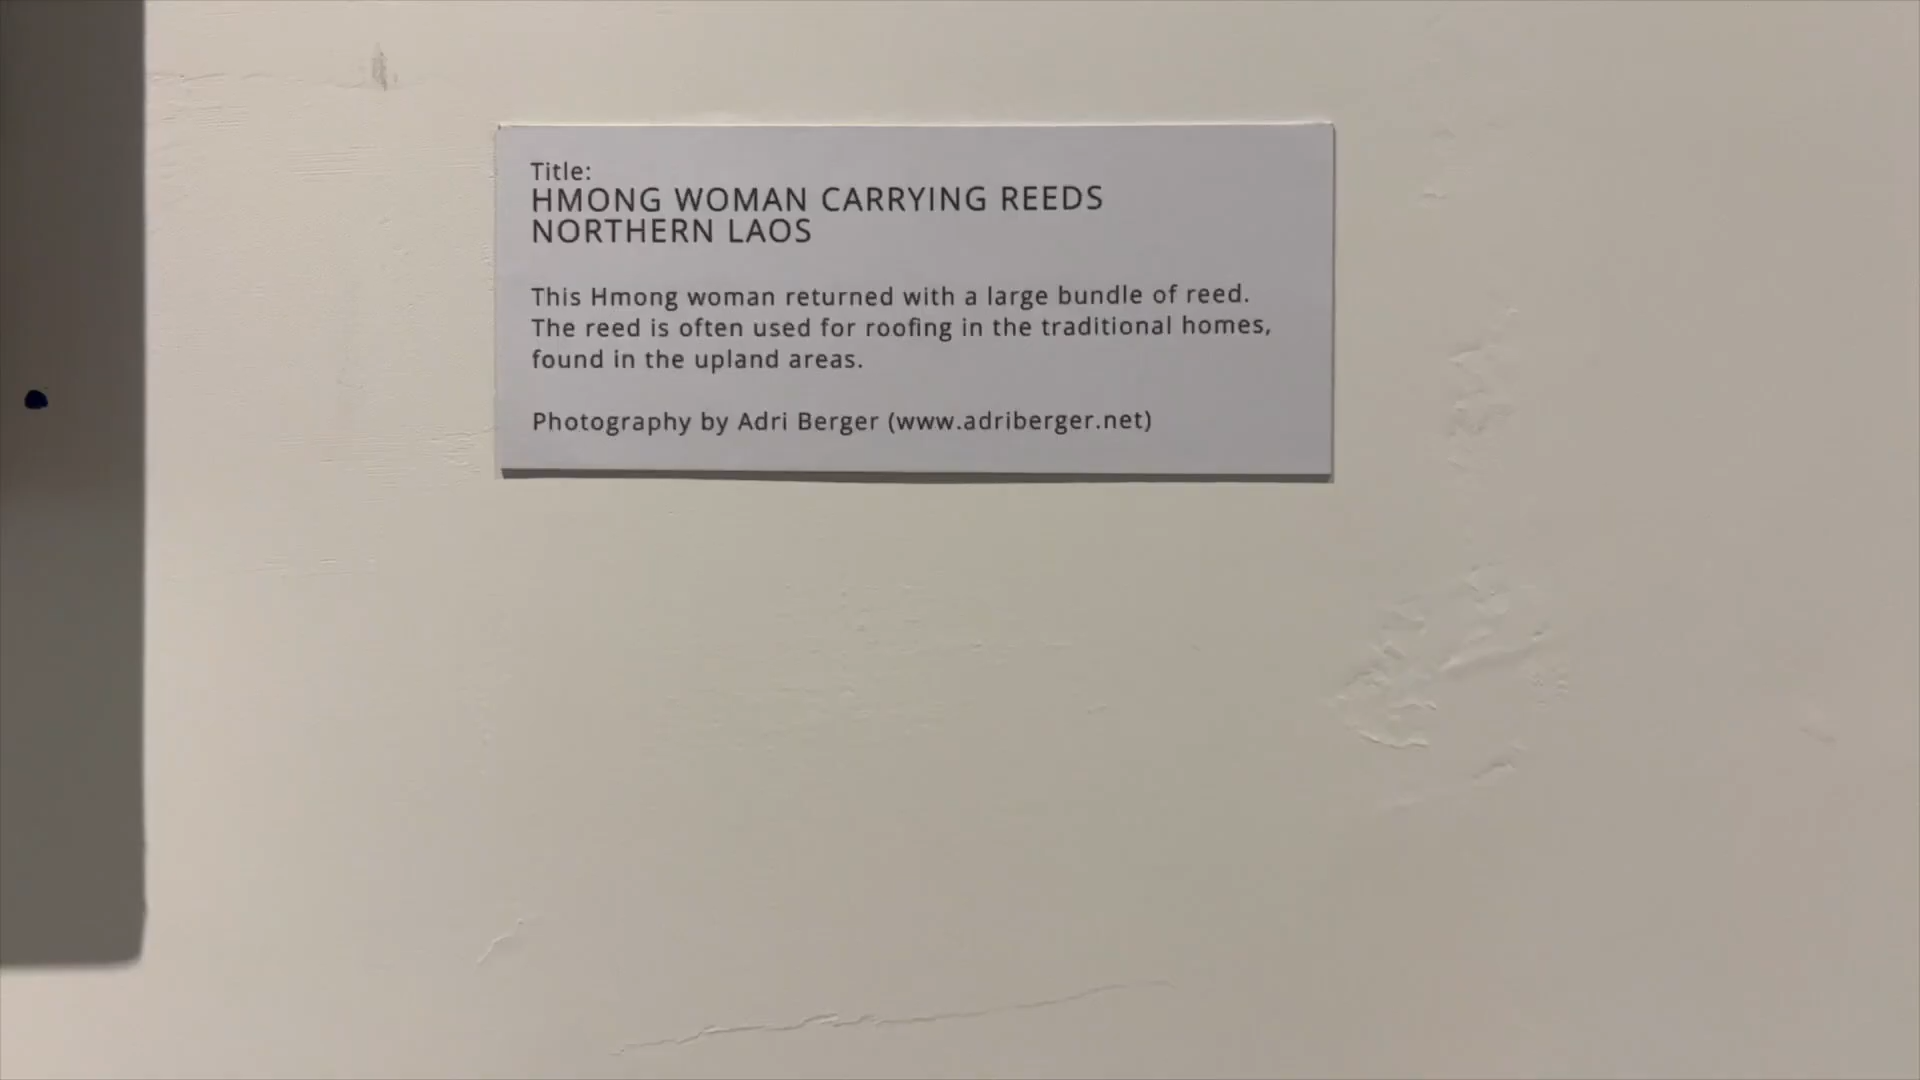 Title:
HMONG WOMAN CARRYING REEDS
NORTHERN LAOS
This Hmong woman returned with a large bundle of reed.
The reed is often used for roofing in the traditional homes,
found in the upland areas.
Photography by Adri Berger (www.adriberger.net)